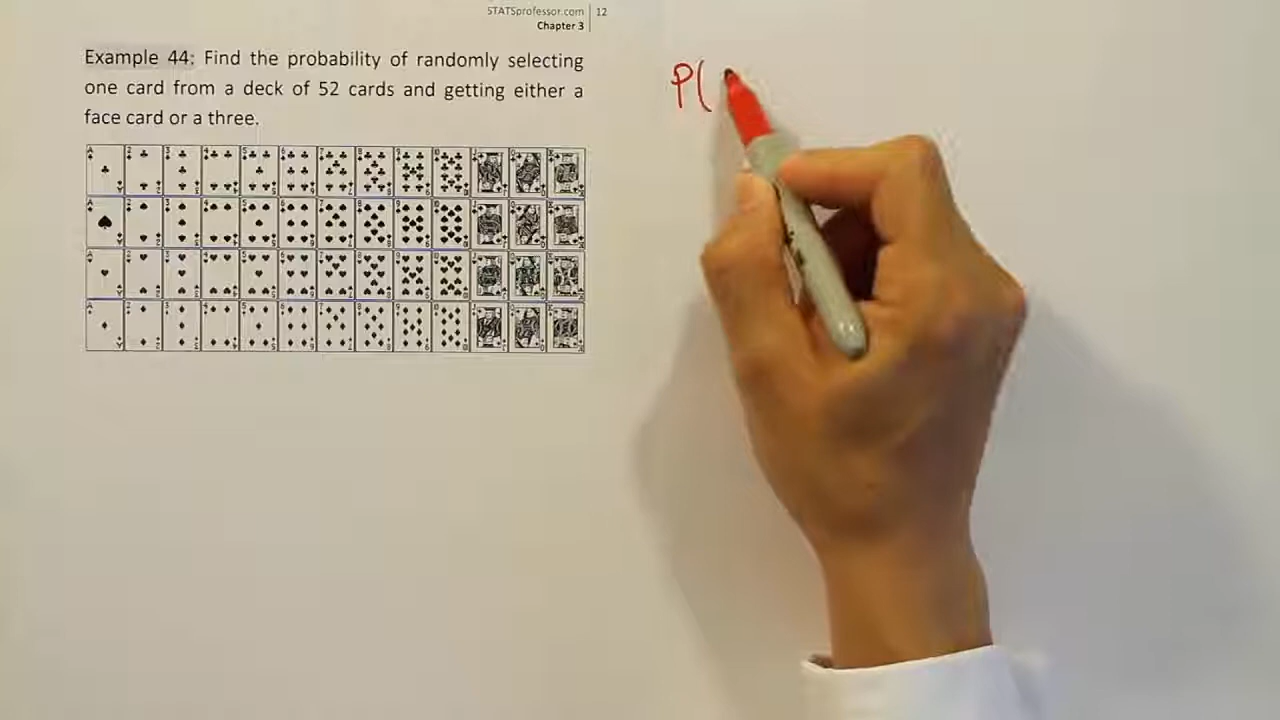 STATSprofessor.com | 12
Chapter 3
Example 44: Find the probability of randomly selecting
one card from a deck of 52 cards and getting either a
face card or a three.
P(